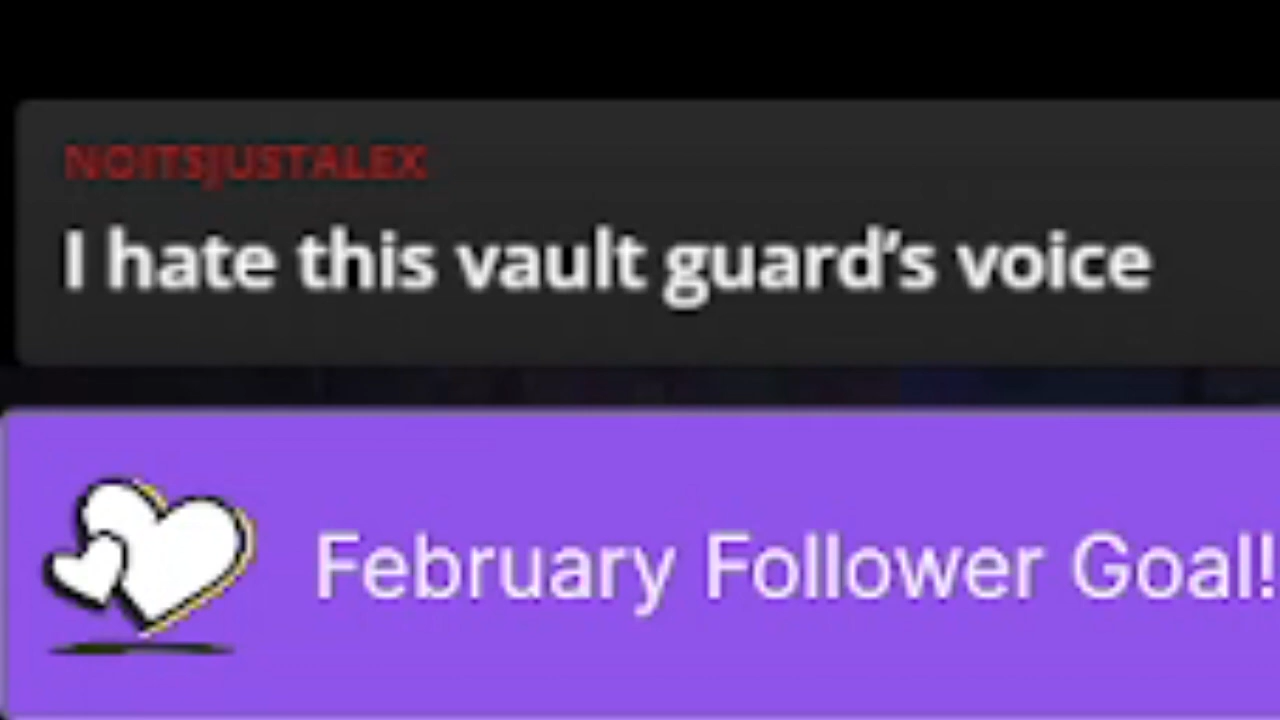 NOITSJUSTALEX
I hate this vault guard’s voice
February Follower Goal!